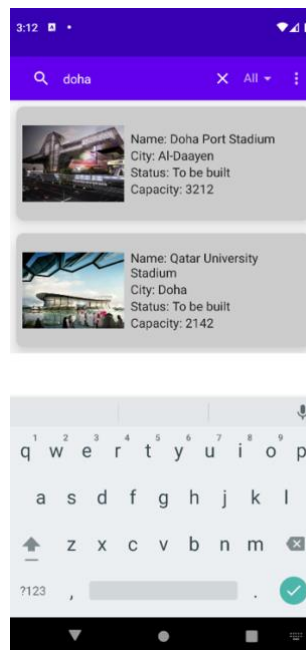 3:12
doha
All
Name: Doha Port Stadium
City: Al-Daayen
Status: To be built
Capacity: 3212
Name: Qatar University
Stadium
City: Doha
Status: To be built
Capacity: 2142
1 2 3 4 5 6 7 8 9
q w e r t y u i o p
a s d f g h j k l
z x c v b n m
?123 , .